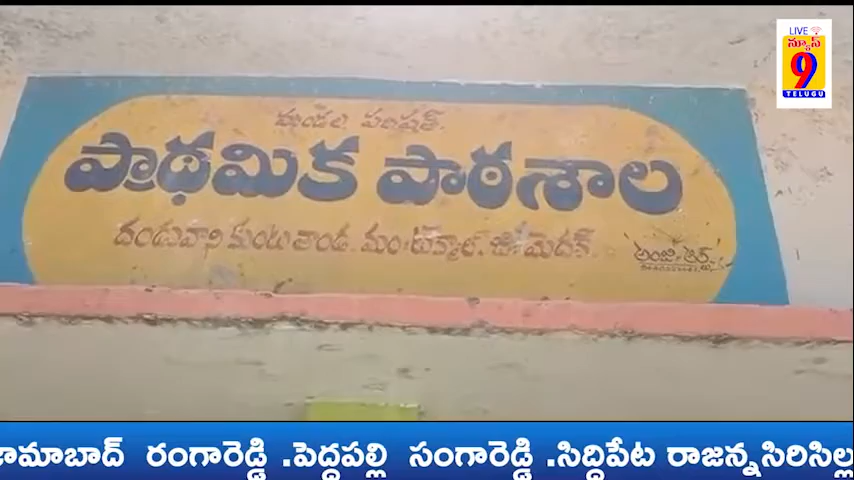 LIVE
న్యూస్
9
TELUGU
మండల పరిషత్
ప్రాథమిక పాఠశాల
దండువాని కుంట తాండ. మం: టేక్మాల్. జి: మెదక్.
ామాబాద్ రంగారెడ్డి .పెద్దపల్లి సంగారెడ్డి .సిద్దిపేట రాజన్నసిరిసిల్ల